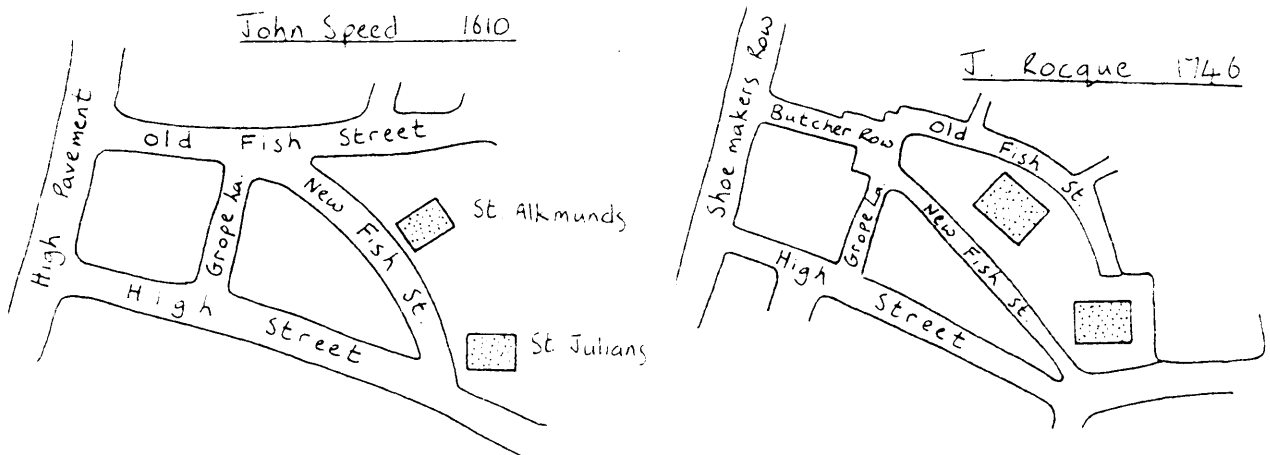 John Speed 1610
High Pavement
Old Fish Street
Grope La.
New Fish St.
St Alkmunds
High Street
St. Julians
J. Rocque 1746
Shoe makers Row
Butcher Row
Old Fish St.
Grope La
New Fish St.
High Street